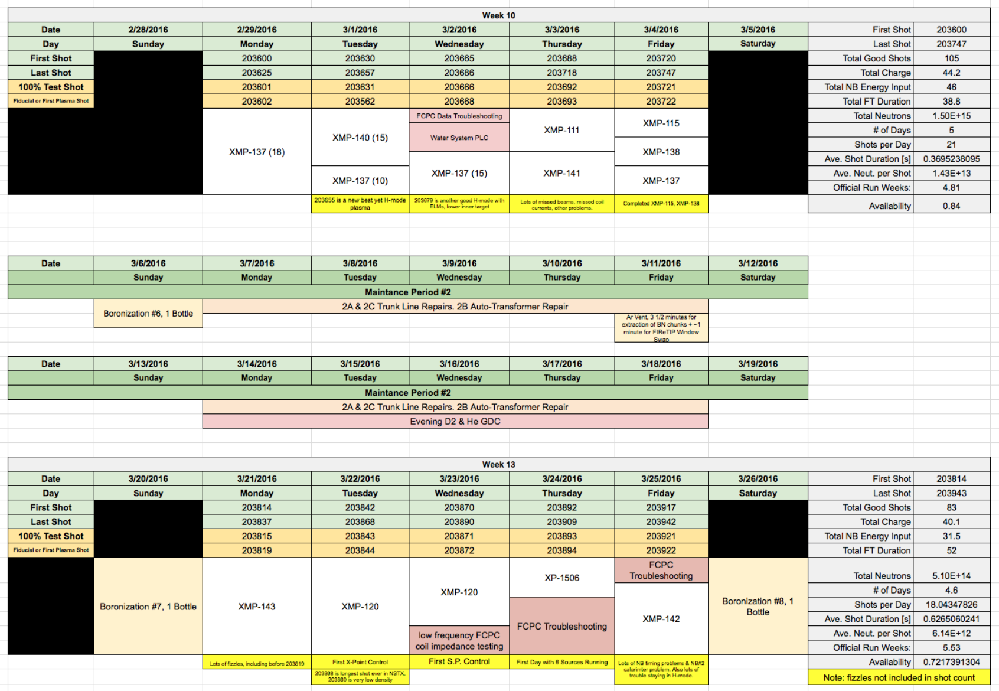 Week 10
Date 2/28/2016 2/29/2016 3/1/2016 3/2/2016 3/3/2016 3/4/2016 3/5/2016 First Shot 203600
Day Sunday Monday Tuesday Wednesday Thursday Friday Saturday Last Shot 203747
First Shot 203600 203630 203665 203688 203720 Total Good Shots 105
Last Shot 203625 203657 203686 203718 203747 Total Charge 44.2
100% Test Shot 203601 203631 203666 203692 203721 Total NB Energy Input 46
Fiducial or First Plasma Shot 203602 203562 203668 203693 203722 Total FT Duration 38.8
FCPC Data Troubleshooting Total Neutrons 1.50E+15
XMP-115
XMP-111 # of Days 5
XMP-140 (15) Water System PLC
Shots per Day 21
XMP-137 (18) XMP-138
Ave. Shot Duration [s] 0.3695238095
XMP-137 (15) XMP-141 Ave. Neut. per Shot 1.43E+13
XMP-137 (10) XMP-137
Official Run Weeks: 4.81
203655 is a new best yet H-mode
plasma
203679 is another good H-mode with
ELMs, lower inner target
Lots of missed beams, missed coil
currents, other problems.
Completed XMP-115, XMP-138
Availability 0.84
Date 3/6/2016 3/7/2016 3/8/2016 3/9/2016 3/10/2016 3/11/2016 3/12/2016
Sunday Monday Tuesday Wednesday Thursday Friday Saturday
Maintance Period #2
2A & 2C Trunk Line Repairs. 2B Auto-Transformer Repair
Boronization #6, 1 Bottle
Ar Vent, 3 1/2 minutes for
extraction of BN chunks + ~1
minute for FIReTIP Window
Swap
Date 3/13/2016 3/14/2016 3/15/2016 3/16/2016 3/17/2016 3/18/2016 3/19/2016
Sunday Monday Tuesday Wednesday Thursday Friday Saturday
Maintance Period #2
2A & 2C Trunk Line Repairs. 2B Auto-Transformer Repair
Evening D2 & He GDC
Week 13
Date 3/20/2016 3/21/2016 3/22/2016 3/23/2016 3/24/2016 3/25/2016 3/26/2016 First Shot 203814
Day Sunday Monday Tuesday Wednesday Thursday Friday Saturday Last Shot 203943
First Shot 203814 203842 203870 203892 203917 Total Good Shots 83
Last Shot 203837 203868 203890 203909 203942 Total Charge 40.1
100% Test Shot 203815 203843 203871 203893 203921 Total NB Energy Input 31.5
Fiducial or First Plasma Shot 203819 203844 203872 203894 203922 Total FT Duration 52
FCPC
Troubleshooting
XP-1506 Total Neutrons 5.10E+14
XMP-120 # of Days 4.6
Boronization #7, 1 Bottle XMP-143 XMP-120
Boronization #8, 1
Bottle
Shots per Day 18.04347826
XMP-142 Ave. Shot Duration [s] 0.6265060241
FCPC Troubleshooting
Ave. Neut. per Shot 6.14E+12
low frequency FCPC
coil impedance testing
Official Run Weeks: 5.53
Lots of fizzles, including before 203819
First X-Point Control
First S.P. Control
First Day with 6 Sources Running
Availability 0.7217391304
203868 is longest shot ever in NSTX,
203860 is very low density
Lots of NB timing problems & NB#2
calorimter problem. Also lots of
trouble staying in H-mode.
Note: fizzles not included in shot count